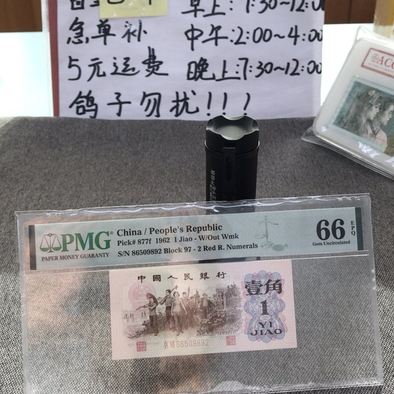 早上：7:30~12:00
急单补 中午:2:00~4:00
5元运费 晚上:7:30~12:00
鸽子勿扰!!!
PMG
PAPER MONEY GUARANTY
China / People's Republic
Pick# 877f 1962 1 Jiao - W/Out Wmk
S/N 86509892 Block 97 - 2 Red R. Numerals
66 EPQ
Gem Uncirculated
中國人民銀行
壹角
1
YI
JIAO
86509892